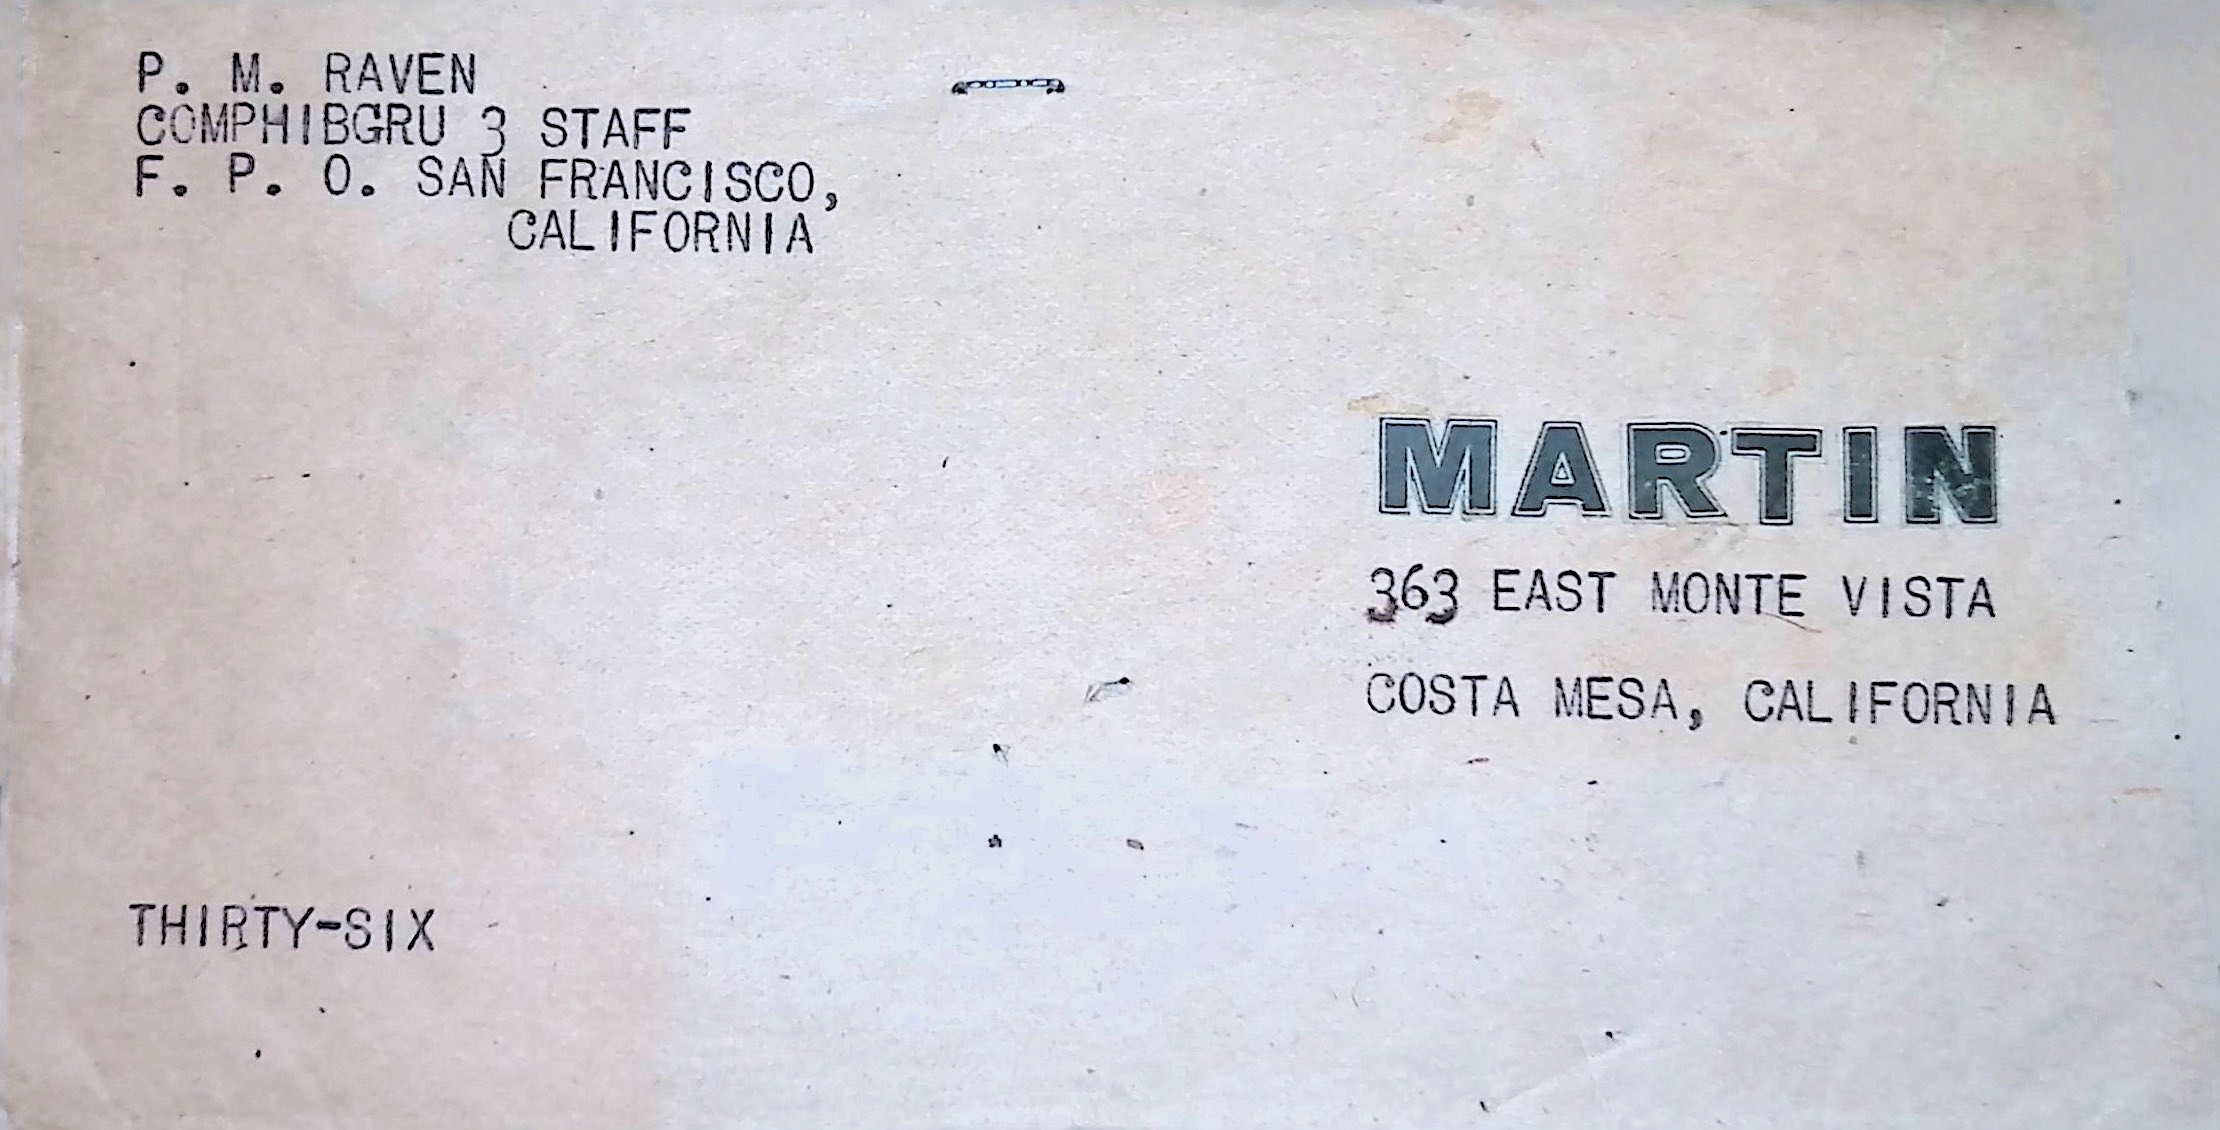 P. M. RAVEN
COMPHIBGRU 3 STAFF
F. P. O. SAN FRANCISCO,
CALIFORNIA
MARTIN
363 EAST MONTE VISTA
COSTA MESA, CALIFORNIA
THIRTY-SIX